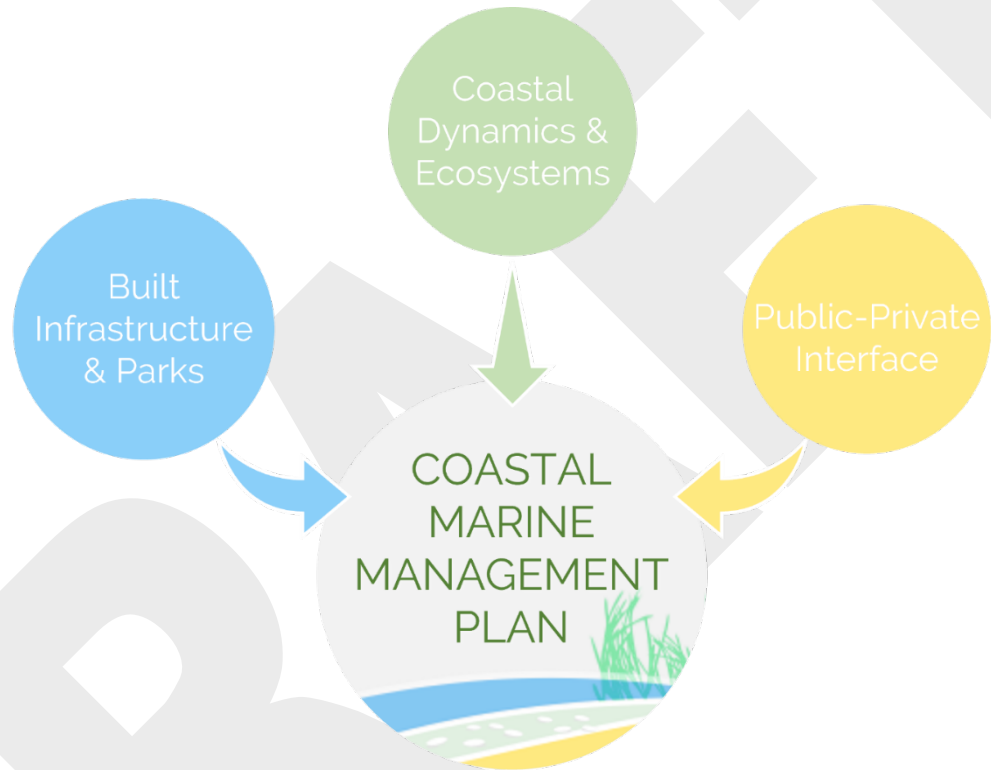 Coastal
Dynamics &
Ecosystems
Built
Infrastructure
& Parks
Public-Private
Interface
COASTAL
MARINE
MANAGEMENT
PLAN